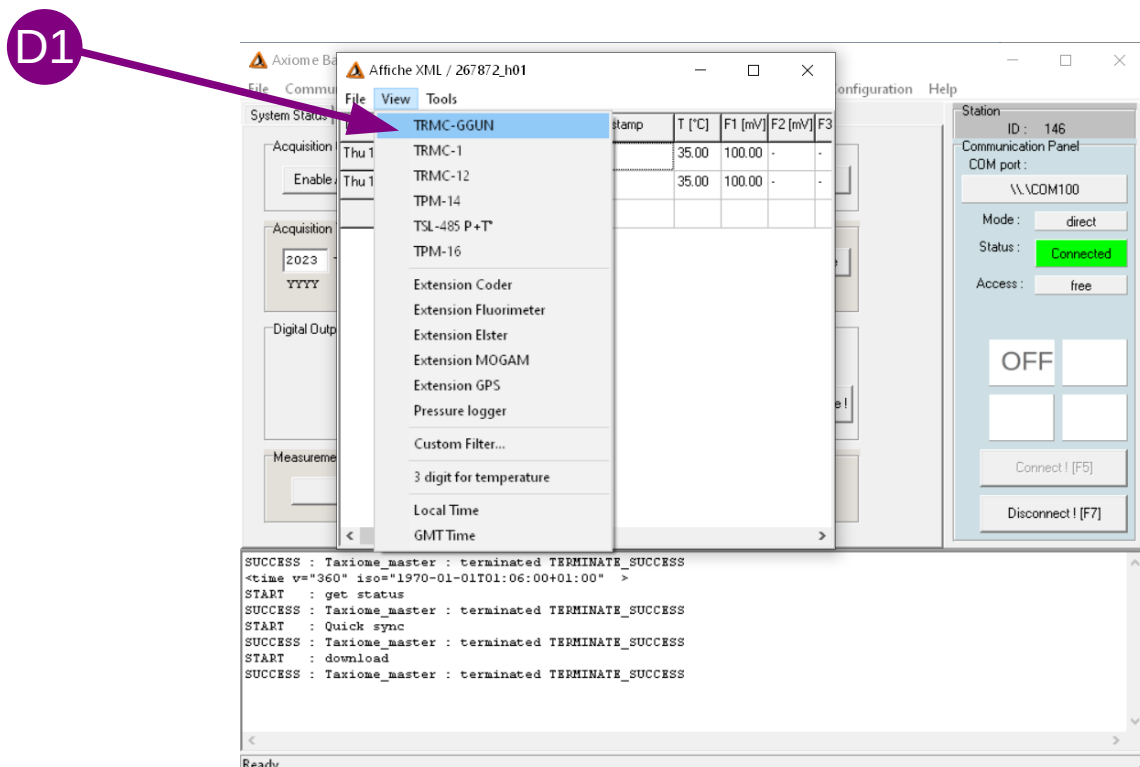 D1
Axiome Ba
File Commu
onfiguration Help
Affiche XML / 267872_h01
File View Tools
System Status
stamp T [°C] F1 [mV] F2 [mV] F3
Thu 1 35.00 100.00 - -
Thu 1 35.00 100.00 - -
TRMC-GGUN
TRMC-1
TRMC-12
TPM-14
TSL-485 P+T°
TPM-16
Extension Coder
Extension Fluorimeter
Extension Elster
Extension MOGAM
Extension GPS
Pressure logger
Custom Filter...
3 digit for temperature
Local Time
GMT Time
Acquisition
Enable
Acquisition
2023 -
YYYY
Digital Outp
e !
Measureme
Station
ID : 146
Communication Panel
COM port :
\\.\COM100
Mode : direct
Status : Connected
Access : free
OFF
Connect ! [F5]
Disconnect ! [F7]
SUCCESS : Taxiome_master : terminated TERMINATE_SUCCESS
<time v="360" iso="1970-01-01T01:06:00+01:00" >
START : get status
SUCCESS : Taxiome_master : terminated TERMINATE_SUCCESS
START : Quick sync
SUCCESS : Taxiome_master : terminated TERMINATE_SUCCESS
START : download
SUCCESS : Taxiome_master : terminated TERMINATE_SUCCESS
Ready